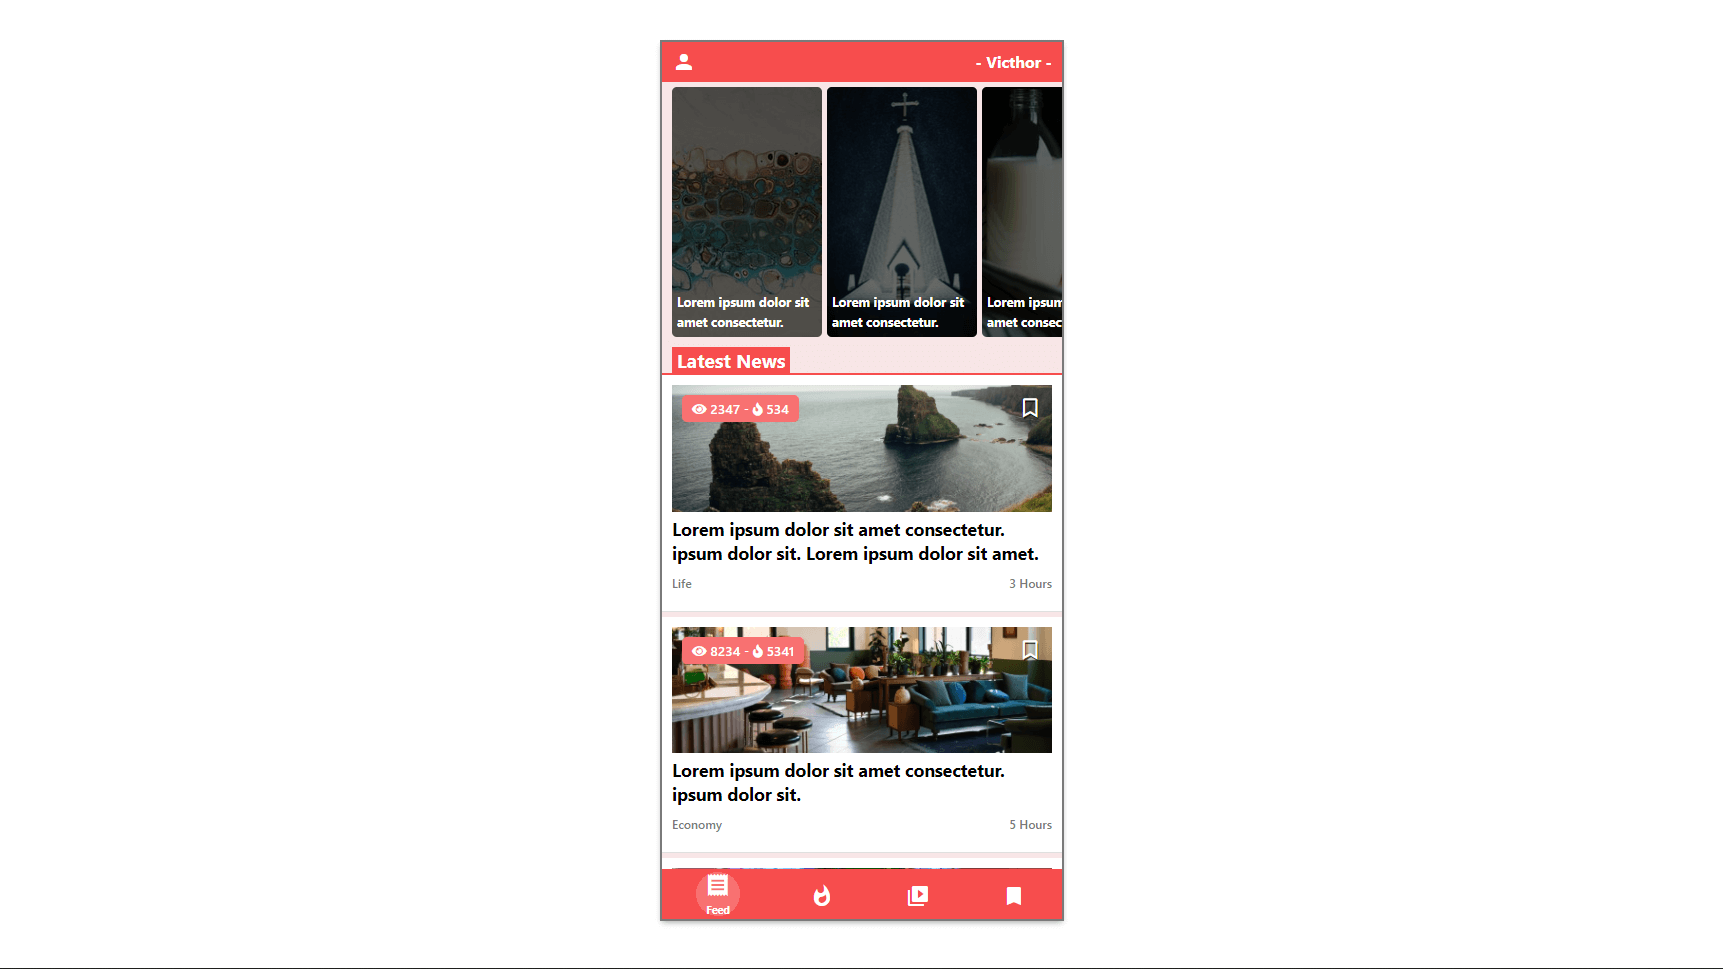 - Victhor -
Lorem ipsum dolor sit
amet consectetur.
Lorem ipsum dolor sit
amet consectetur.
Lorem ipsum
amet consec
Latest News
2347 - 534
Lorem ipsum dolor sit amet consectetur.
ipsum dolor sit. Lorem ipsum dolor sit amet.
Life
3 Hours
8234 - 5341
Lorem ipsum dolor sit amet consectetur.
ipsum dolor sit.
Economy
5 Hours
Feed